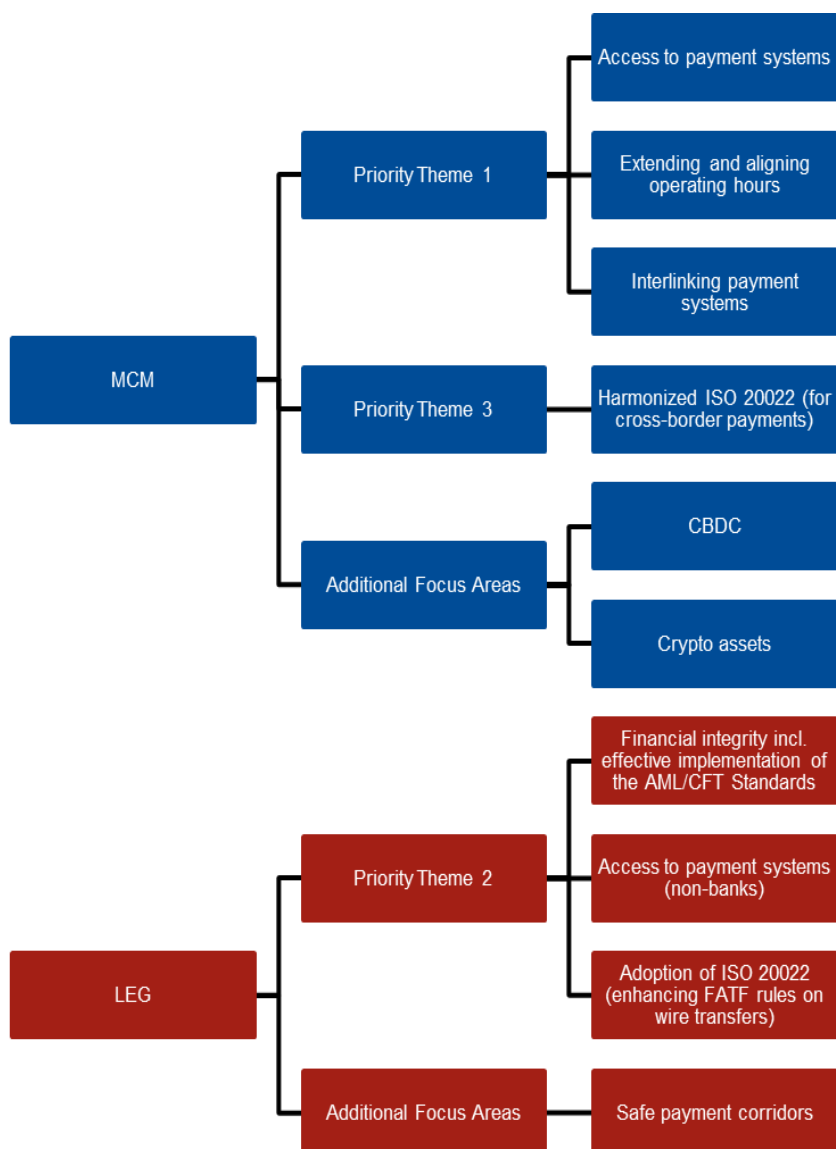 Access to payment systems
Priority Theme 1
Extending and aligning
operating hours
Interlinking payment
systems
MCM
Priority Theme 3
Harmonized ISO 20022 (for
cross-border payments)
CBDC
Additional Focus Areas
Crypto assets
Financial integrity incl.
effective implementation of
the AML/CFT Standards
Priority Theme 2
Access to payment systems
(non-banks)
LEG
Adoption of ISO 20022
(enhancing FATF rules on
wire transfers)
Additional Focus Areas
Safe payment corridors